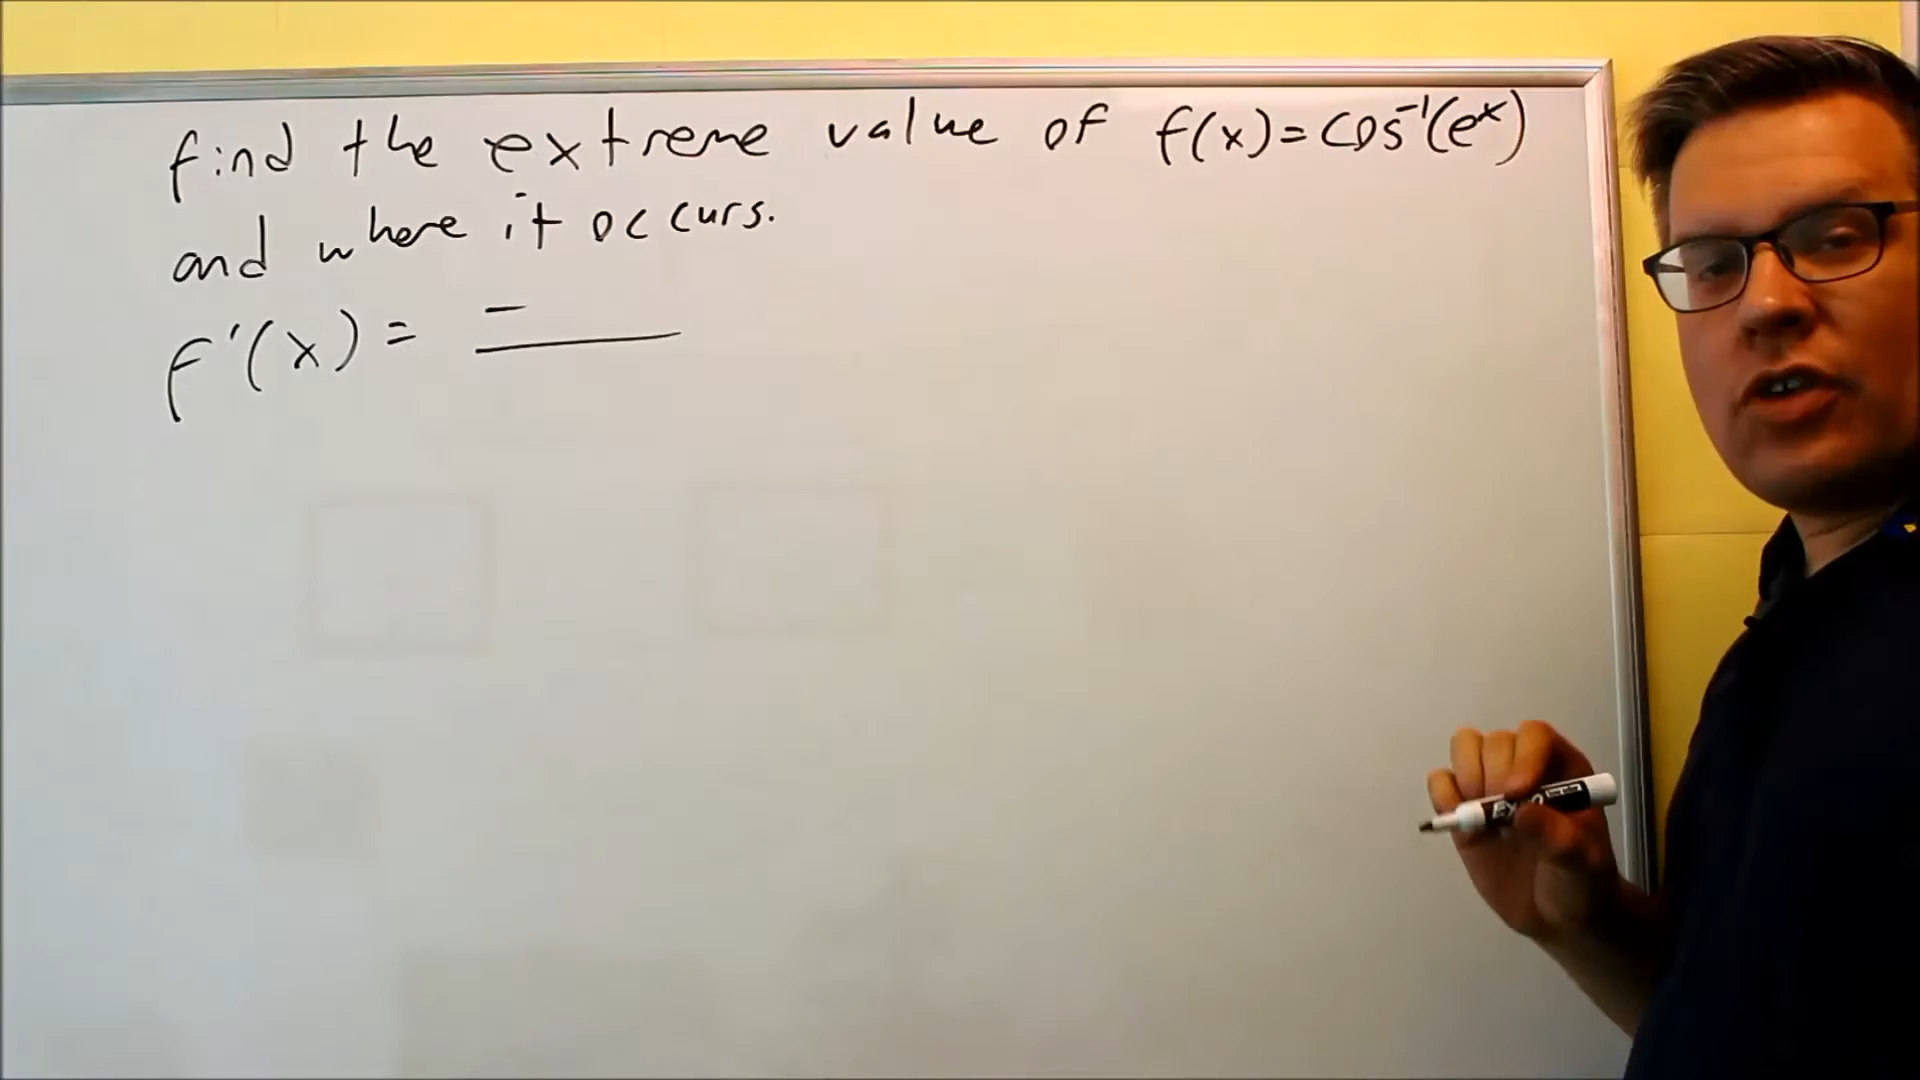 find the extreme value of f(x)=cos⁻¹(eˣ)
and where it occurs.
f'(x) = −